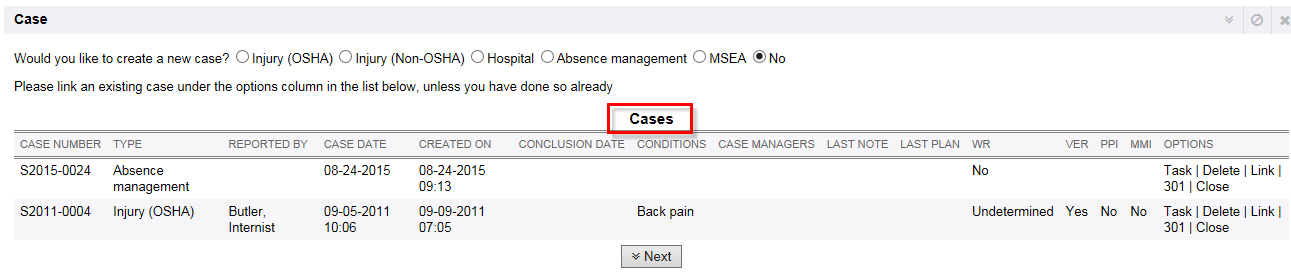 Case
Would you like to create a new case? Injury (OSHA) Injury (Non-OSHA) Hospital Absence management MSEA No
Please link an existing case under the options column in the list below, unless you have done so already
Cases
CASE NUMBER TYPE REPORTED BY CASE DATE CREATED ON CONCLUSION DATE CONDITIONS CASE MANAGERS LAST NOTE LAST PLAN WR VER PPI MMI OPTIONS
S2015-0024 Absence 08-24-2015 08-24-2015 No Task | Delete | Link |
management 09:13 301 | Close
S2011-0004 Injury (OSHA) Butler, 09-05-2011 09-09-2011 Back pain Undetermined Yes No No Task | Delete | Link |
Internist 10:06 07:05 301 | Close
Next